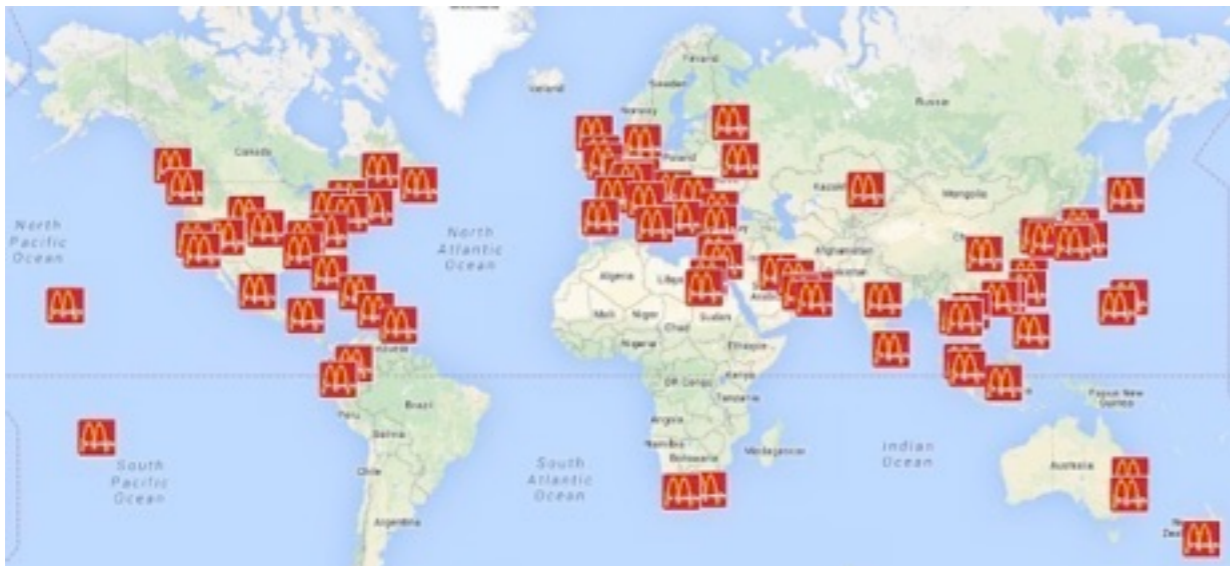 Finland
Iceland
Sweden
Norway
Russia
Canada
Poland
Mongolia
North
Pacific
Ocean
North
Atlantic
Ocean
Afghanistan
Algeria
Mali
Niger
Chad
Sudan
Nigeria
Ethiopia
DR Congo
Kenya
Tanzania
Brazil
Peru
Papua New
Guinea
Angola
Bolivia
Namibia
Botswana
Madagascar
Indian
Ocean
South
Pacific
Ocean
South
Atlantic
Ocean
Chile
Australia
Argentina